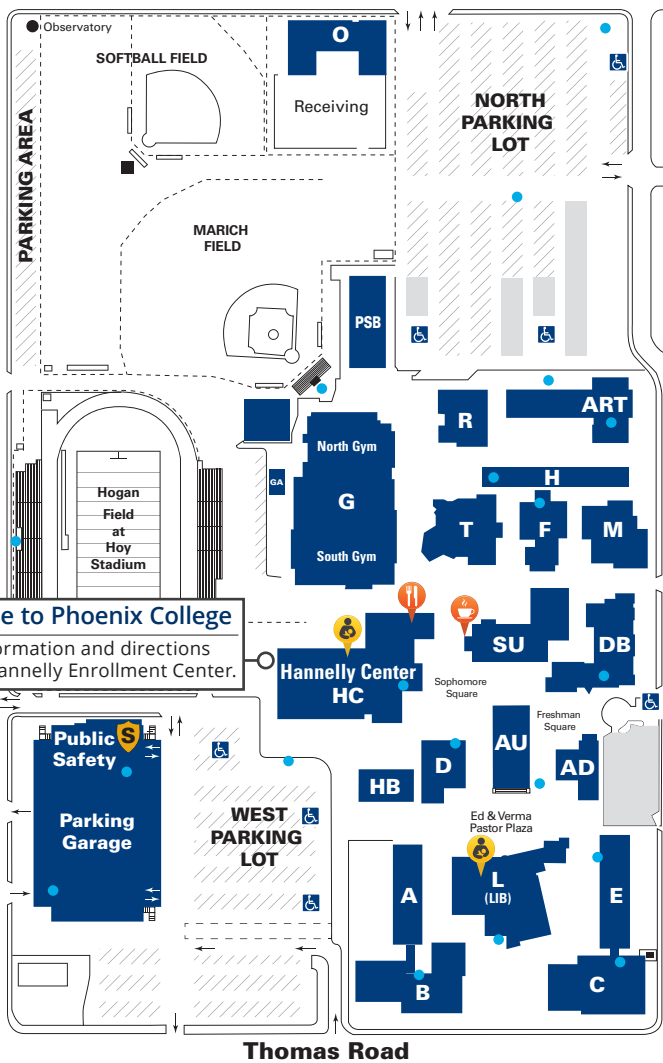 Observatory
O
SOFTBALL FIELD
Receiving
NORTH
PARKING
LOT
PARKING AREA
MARICH
FIELD
PSB
ART
R
North Gym
H
GA
Hogan
Field
at
Hoy
Stadium
G
T
F
M
South Gym
e to Phoenix College
ormation and directions
annelly Enrollment Center.
SU
DB
Hannelly Center
HC
Sophomore
Square
Freshman
Square
AU
S
Public
Safety
D
AD
HB
Parking
Garage
WEST
PARKING
LOT
Ed & Verma
Pastor Plaza
A
L
(LIB)
E
B
C
Thomas Road